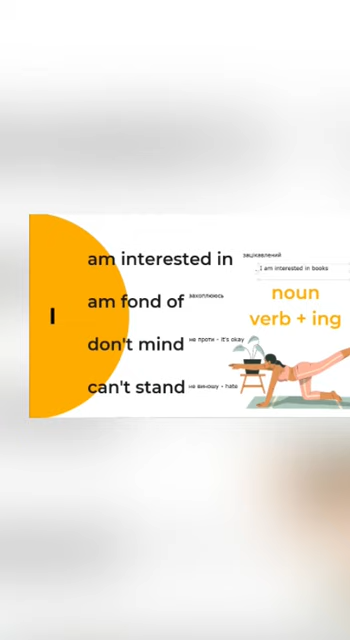 I
am interested in зацікавлений
I am interested in books
am fond of захоплююсь
noun
verb + ing
don't mind не проти - it's okay
can't stand не виношу - hate